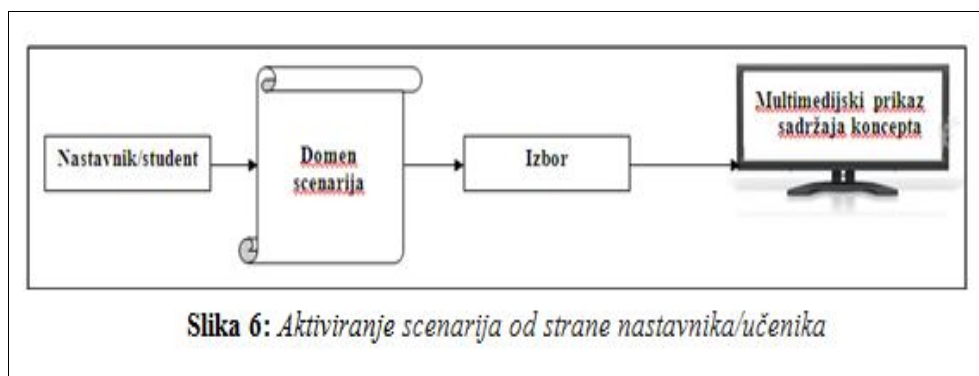 Nastavnik/student
Domen
scenarija
Izbor
Multimedijski prikaz
sadržaja koncepta
Slika 6: Aktiviranje scenarija od strane nastavnika/učenika